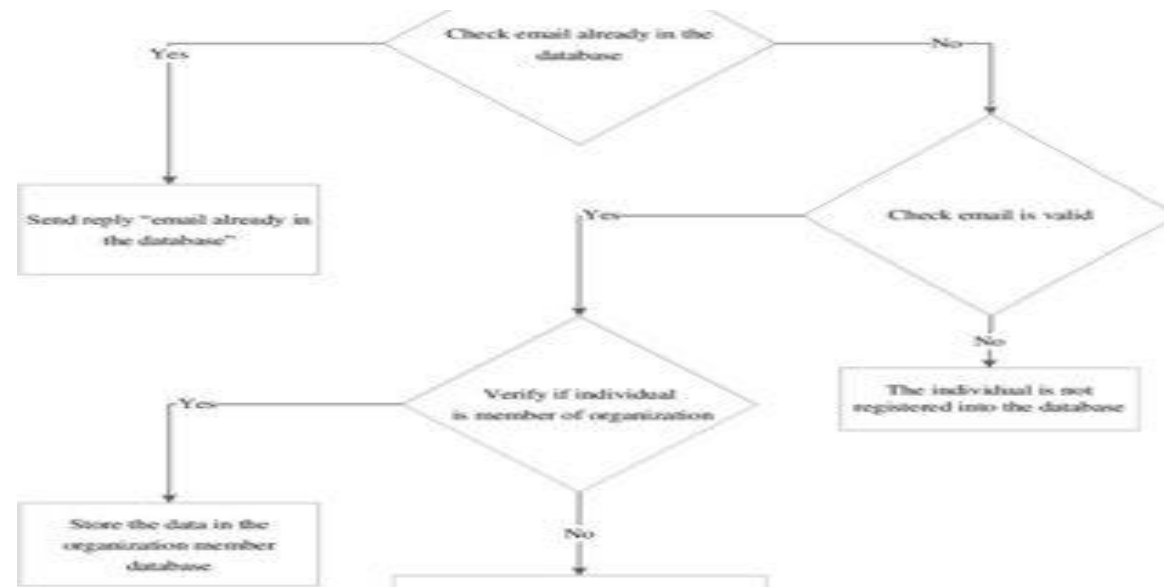 Check email already in the
database
Yes
No
Send reply “email already in
the database”
Yes
Check email is valid
No
Yes
Verify if individual
is member of organization
The individual is not
registered into the database
Store the data in the
organization member
database
No